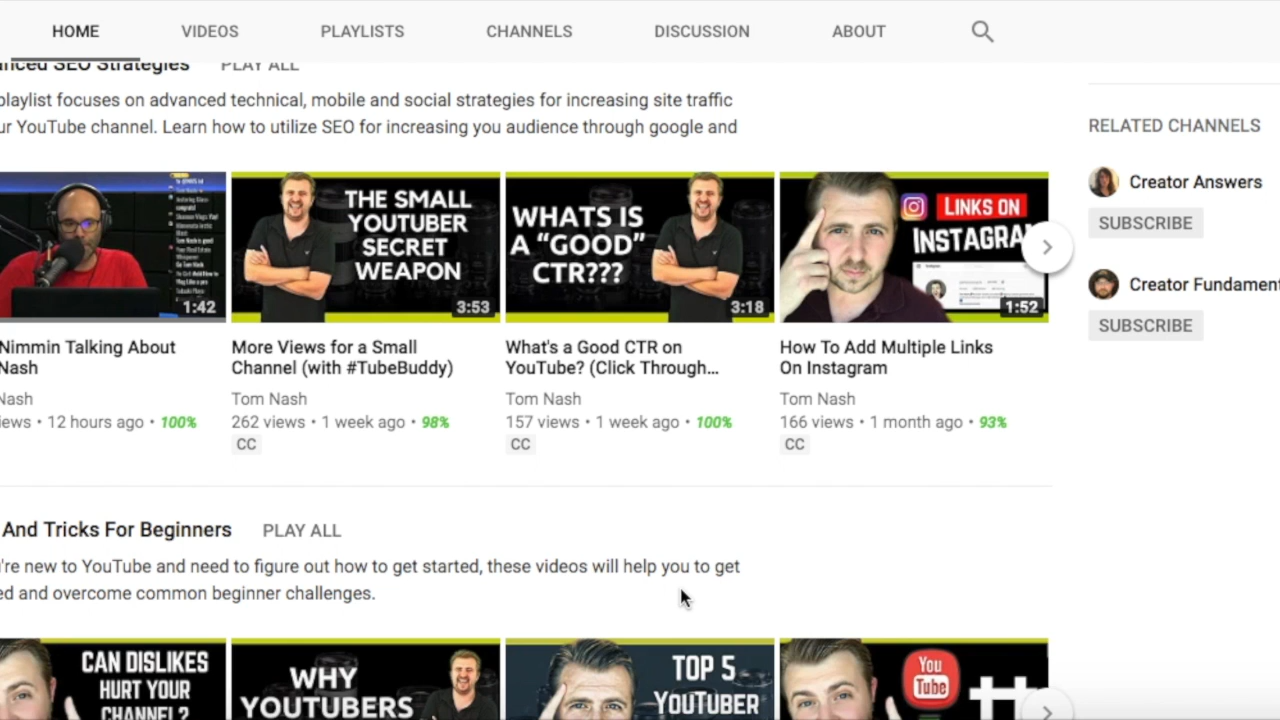 HOME VIDEOS PLAYLISTS CHANNELS DISCUSSION ABOUT
nced SEO Strategies PLAY ALL
playlist focuses on advanced technical, mobile and social strategies for increasing site traffic
ur YouTube channel. Learn how to utilize SEO for increasing you audience through google and
RELATED CHANNELS
Creator Answers
SUBSCRIBE
Creator Fundament
SUBSCRIBE
1:42
THE SMALL
YOUTUBER
SECRET
WEAPON
3:53
WHATS IS
A “GOOD”
CTR???
3:18
LINKS ON
INSTAGRA
1:52
Nimmin Talking About
Nash
Nash
iews • 12 hours ago • 100%
More Views for a Small
Channel (with #TubeBuddy)
Tom Nash
262 views • 1 week ago • 98%
CC
What's a Good CTR on
YouTube? (Click Through...
Tom Nash
157 views • 1 week ago • 100%
CC
How To Add Multiple Links
On Instagram
Tom Nash
166 views • 1 month ago • 93%
CC
And Tricks For Beginners PLAY ALL
're new to YouTube and need to figure out how to get started, these videos will help you to get
ed and overcome common beginner challenges.
CAN DISLIKES
HURT YOUR
CHANNEL?
WHY
YOUTUBERS
TOP 5
YOUTUBER
You
Tube
#